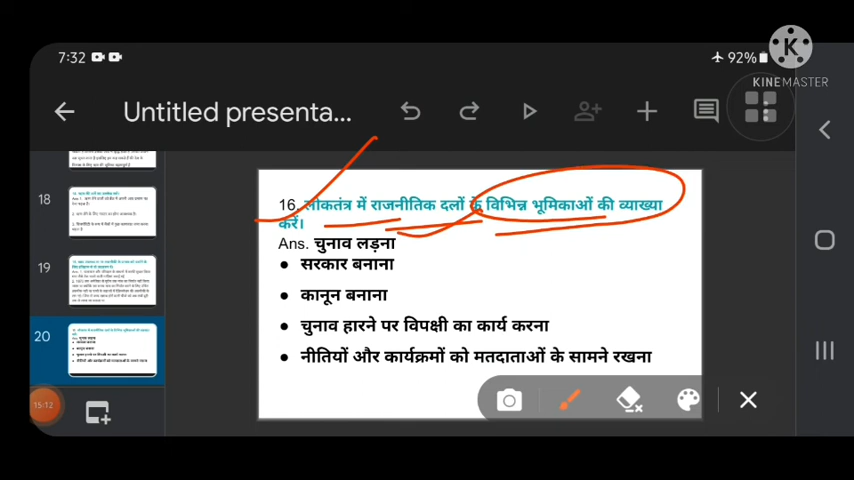 7:32
92%
KINEMASTER
Untitled presenta...
18
19
20
16. लोकतंत्र में राजनीतिक दलों के विभिन्न भूमिकाओं की व्याख्या
करें।
Ans. चुनाव लड़ना
● सरकार बनाना
● कानून बनाना
● चुनाव हारने पर विपक्षी का कार्य करना
● नीतियों और कार्यक्रमों को मतदाताओं के सामने रखना
15:12